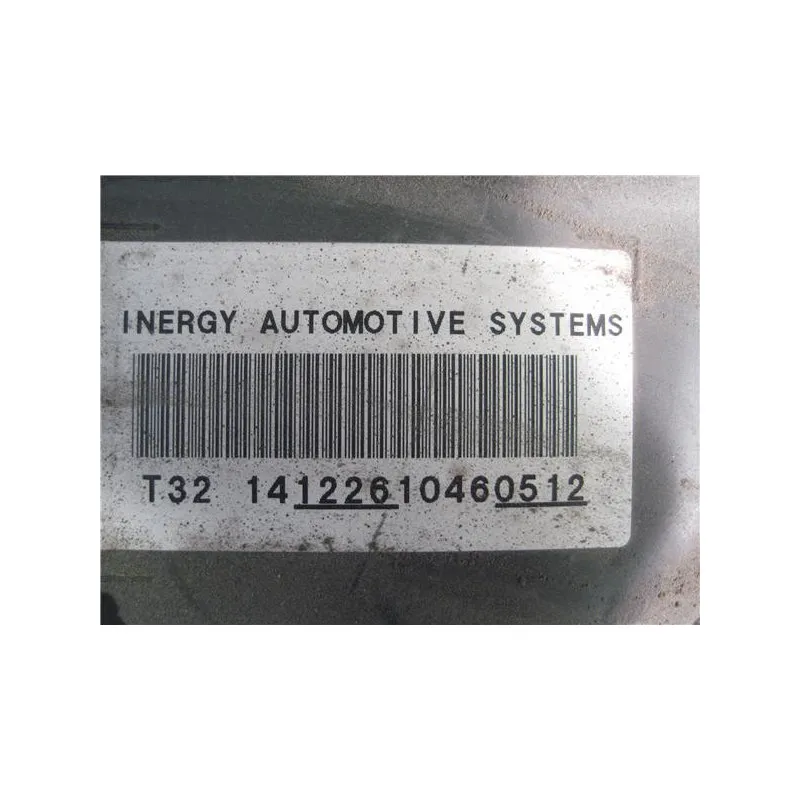 INERGY AUTOMOTIVE SYSTEMS
T32 14122610460512